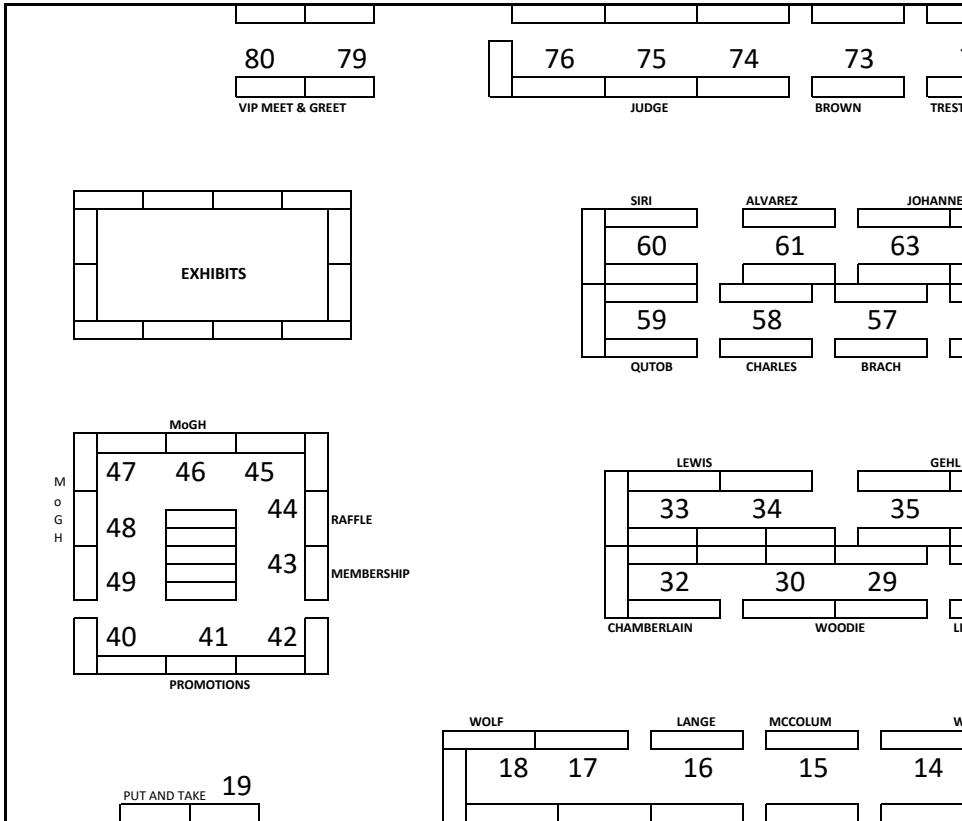 80 79 76 75 74 73
VIP MEET & GREET JUDGE BROWN
SIRI ALVAREZ
60 61 63
EXHIBITS
59 58 57
QUTOB CHARLES BRACH
MoGH
LEWIS GEHL
47 46 45
MoGH
33 34 35
44
48
RAFFLE
43
49
MEMBERSHIP
32 30 29
CHAMBERLAIN WOODIE
40 41 42
PROMOTIONS
WOLF LANGE MCCOLUM
18 17 16 15 14
PUT AND TAKE 19